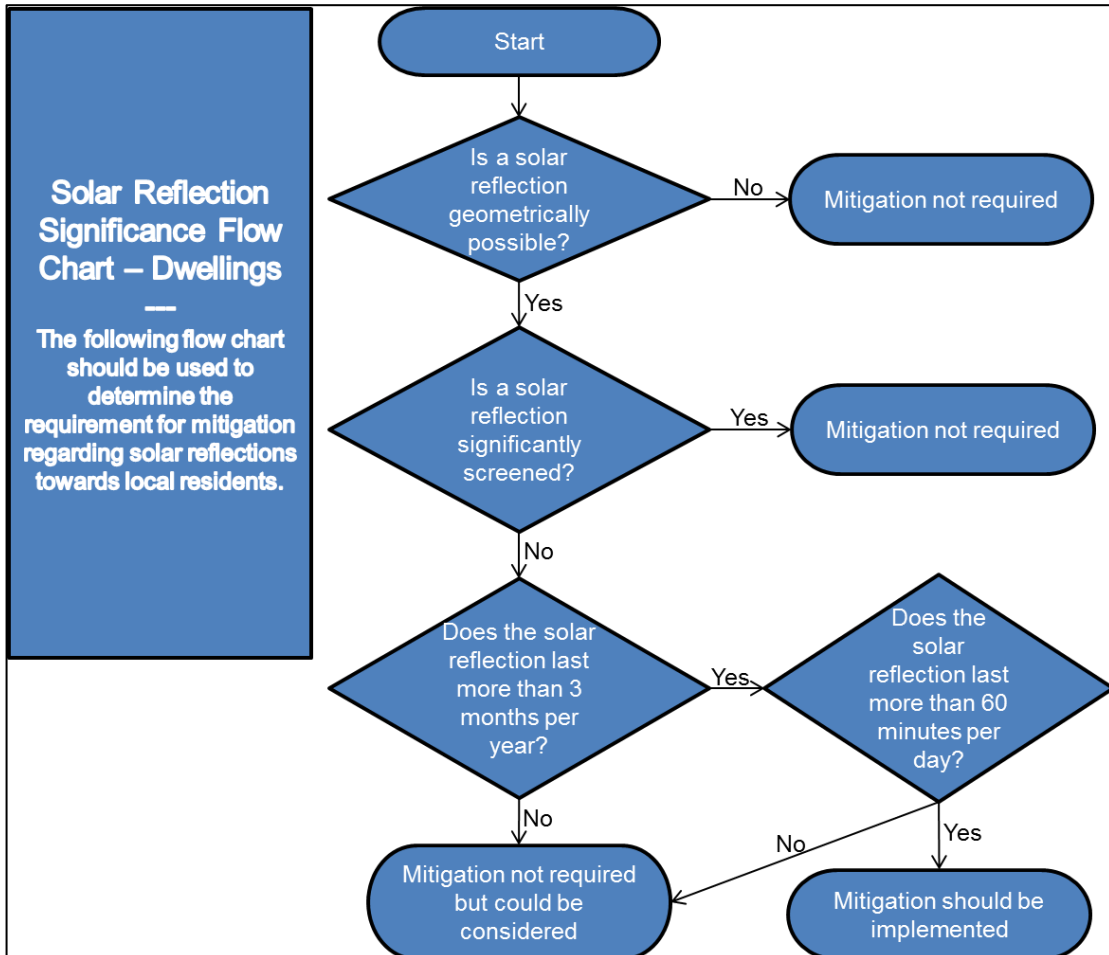 Solar Reflection
Significance Flow
Chart – Dwellings
---
The following flow chart
should be used to
determine the
requirement for mitigation
regarding solar reflections
towards local residents.
Start
Is a solar
reflection
geometrically
possible?
No
Mitigation not required
Yes
Is a solar
reflection
significantly
screened?
Yes
Mitigation not required
No
Does the solar
reflection last
more than 3
months per
year?
Yes
Does the
solar
reflection last
more than 60
minutes per
day?
No
No
Yes
Mitigation not required
but could be
considered
Mitigation should be
implemented